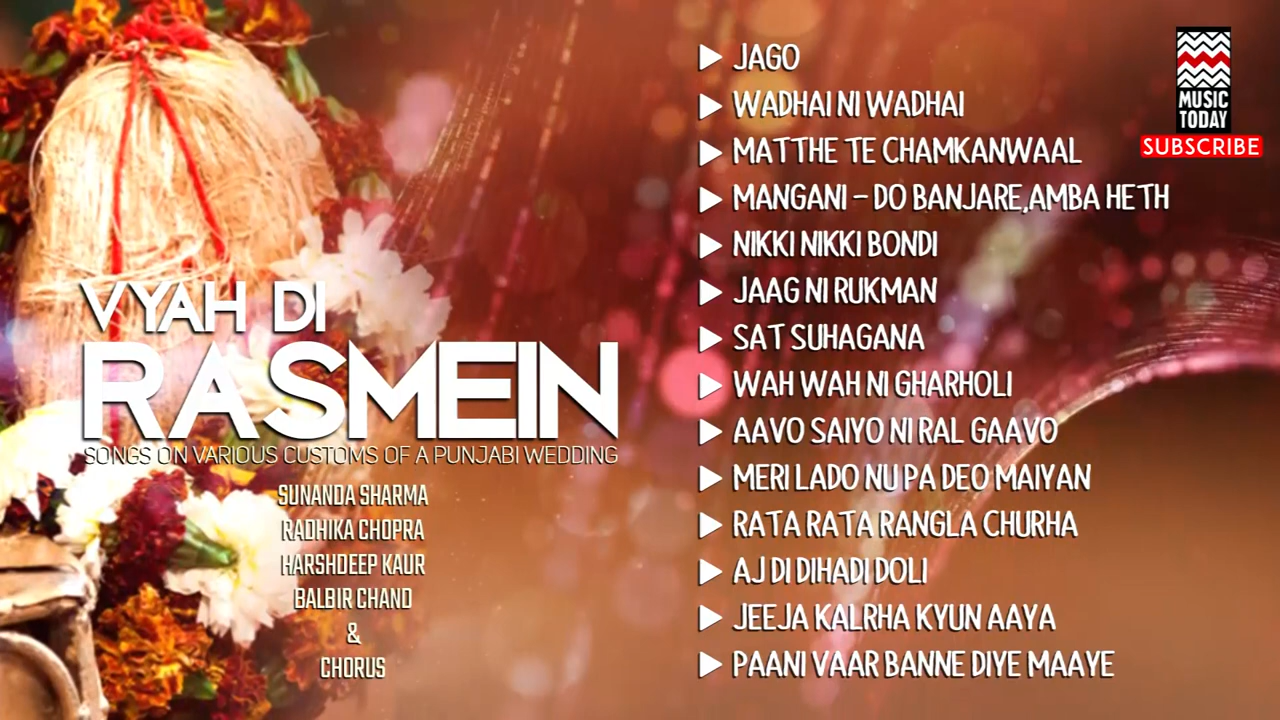 VYAH DI
RASMEIN
SONGS ON VARIOUS CUSTOMS OF A PUNJABI WEDDING
SUNANDA SHARMA
RADHIKA CHOPRA
HARSHDEEP KAUR
BALBIR CHAND
&
CHORUS
JAGO
WADHAI NI WADHAI
MATTHE TE CHAMKANWAAL
MANGANI – DO BANJARE,AMBA HETH
NIKKI NIKKI BONDI
JAAG NI RUKMAN
SAT SUHAGANA
WAH WAH NI GHARHOLI
AAVO SAIYO NI RAL GAAVO
MERI LADO NU PA DEO MAIYAN
RATA RATA RANGLA CHURHA
AJ DI DIHADI DOLI
JEEJA KALRHA KYUN AAYA
PAANI VAAR BANNE DIYE MAAYE
MUSIC
TODAY
SUBSCRIBE